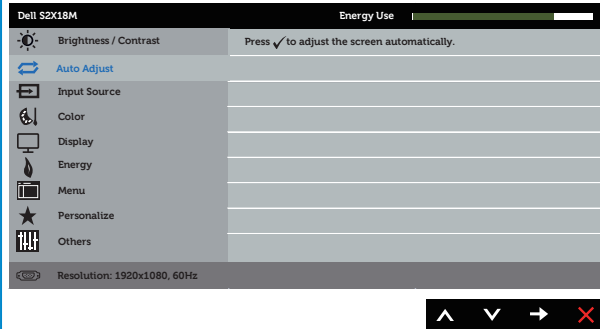 Dell S2X18M
Energy Use
Brightness / Contrast
Press ✓ to adjust the screen automatically.
Auto Adjust
Input Source
Color
Display
Energy
Menu
Personalize
Others
Resolution: 1920x1080, 60Hz